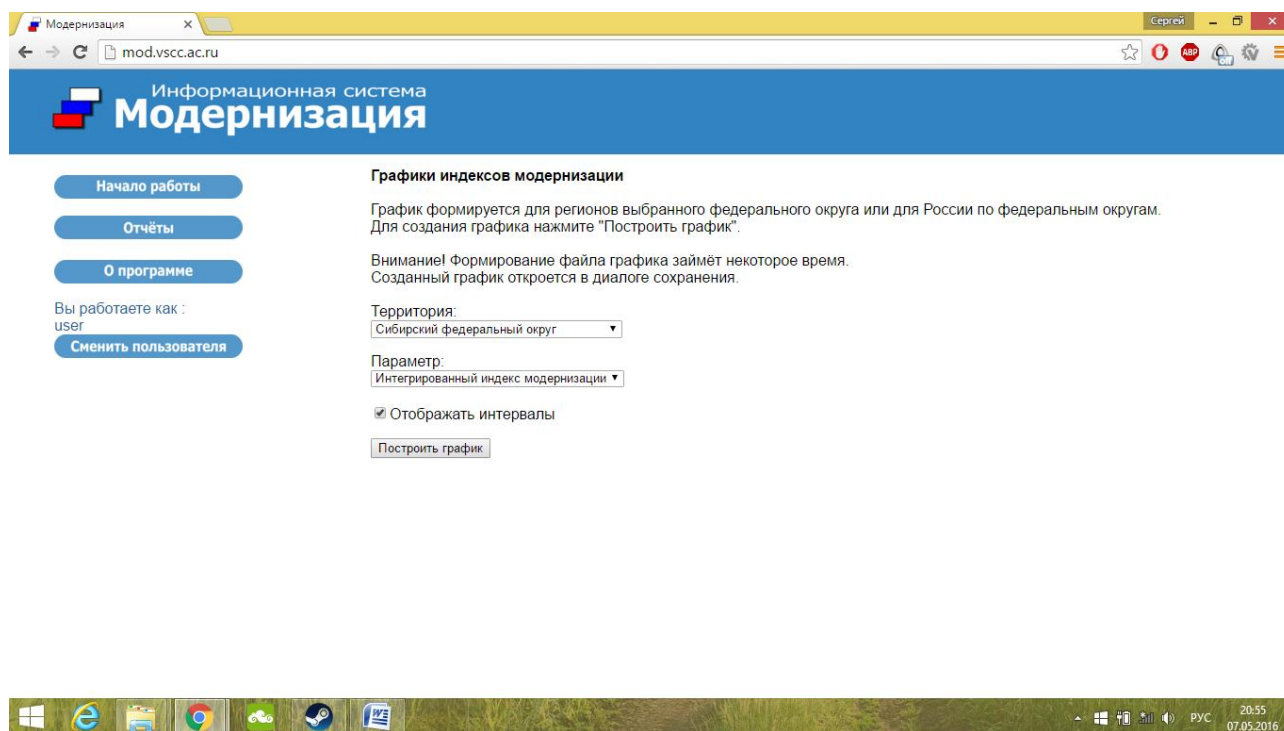 Модернизация
Сергей
mod.vscc.ac.ru
ABP
off
Информационная система
Модернизация
Начало работы
Отчёты
О программе
Вы работаете как :
user
Сменить пользователя
Графики индексов модернизации
График формируется для регионов выбранного федерального округа или для России по федеральным округам.
Для создания графика нажмите "Построить график".
Внимание! Формирование файла графика займёт некоторое время.
Созданный график откроется в диалоге сохранения.
Территория:
Сибирский федеральный округ
Параметр:
Интегрированный индекс модернизации
Отображать интервалы
Построить график
РУС
20:55
07.05.2016